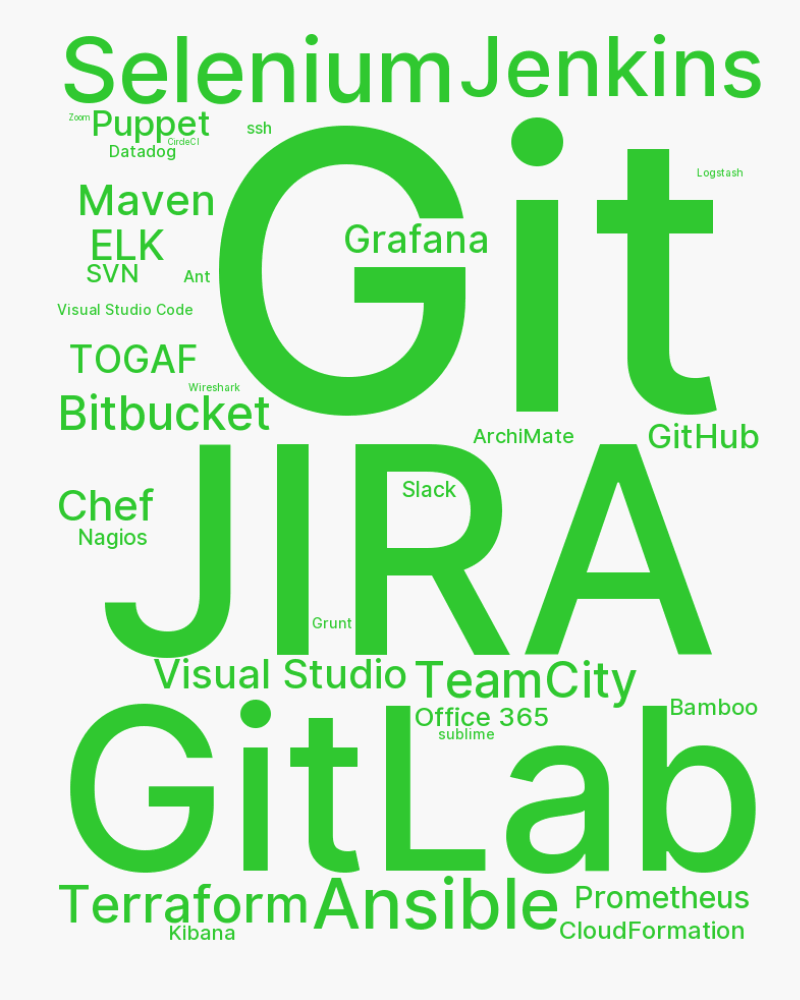 Selenium Jenkins
Zoom Puppet ssh
CircleCI
Datadog
Git
Logstash
Maven
Grafana
ELK
SVN Ant
Visual Studio Code
TOGAF
Wireshark
Bitbucket
ArchiMate GitHub
JIRA
Slack
Chef
Nagios
Grunt
Visual Studio TeamCity
Office 365 Bamboo
sublime
GitLab
Terraform Ansible Prometheus
Kibana CloudFormation